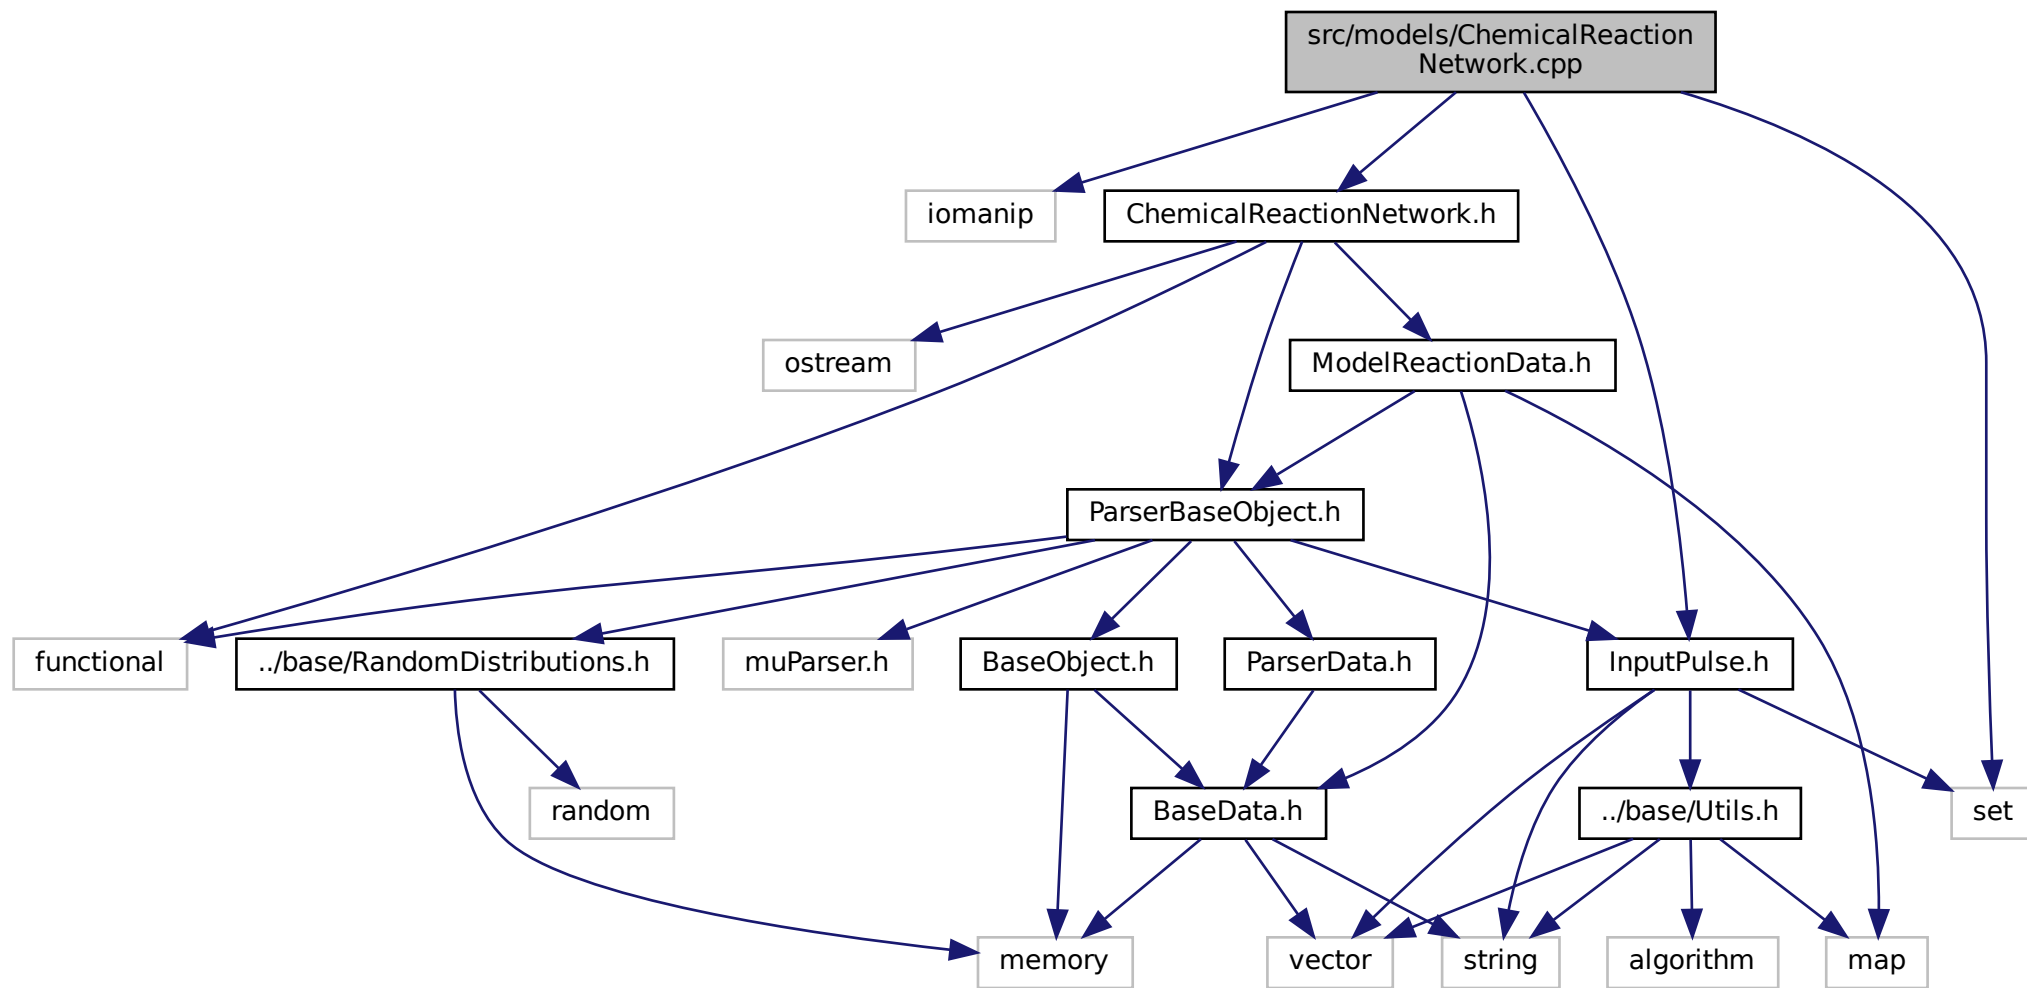 src/models/ChemicalReaction
Network.cpp
iomanip
ChemicalReactionNetwork.h
ostream
ModelReactionData.h
ParserBaseObject.h
functional
../base/RandomDistributions.h
muParser.h
BaseObject.h
ParserData.h
InputPulse.h
random
BaseData.h
../base/Utils.h
set
memory
vector
string
algorithm
map